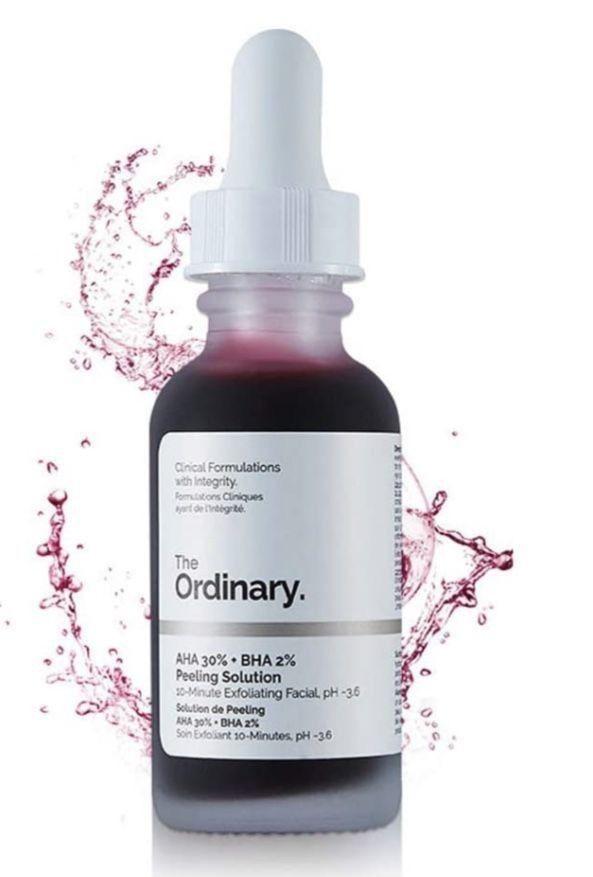 Clinical Formulations
with Integrity.
Formulations Cliniques
ayant de l'intégrité.
The
Ordinary.
AHA 30% + BHA 2%
Peeling Solution
10-Minute Exfoliating Facial, pH ~3.6
Solution de Peeling
AHA 30% + BHA 2%
Soin Exfoliant 10-Minutes, pH ~3.6